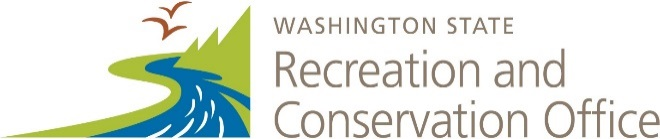 WASHINGTON STATE
Recreation and
Conservation Office